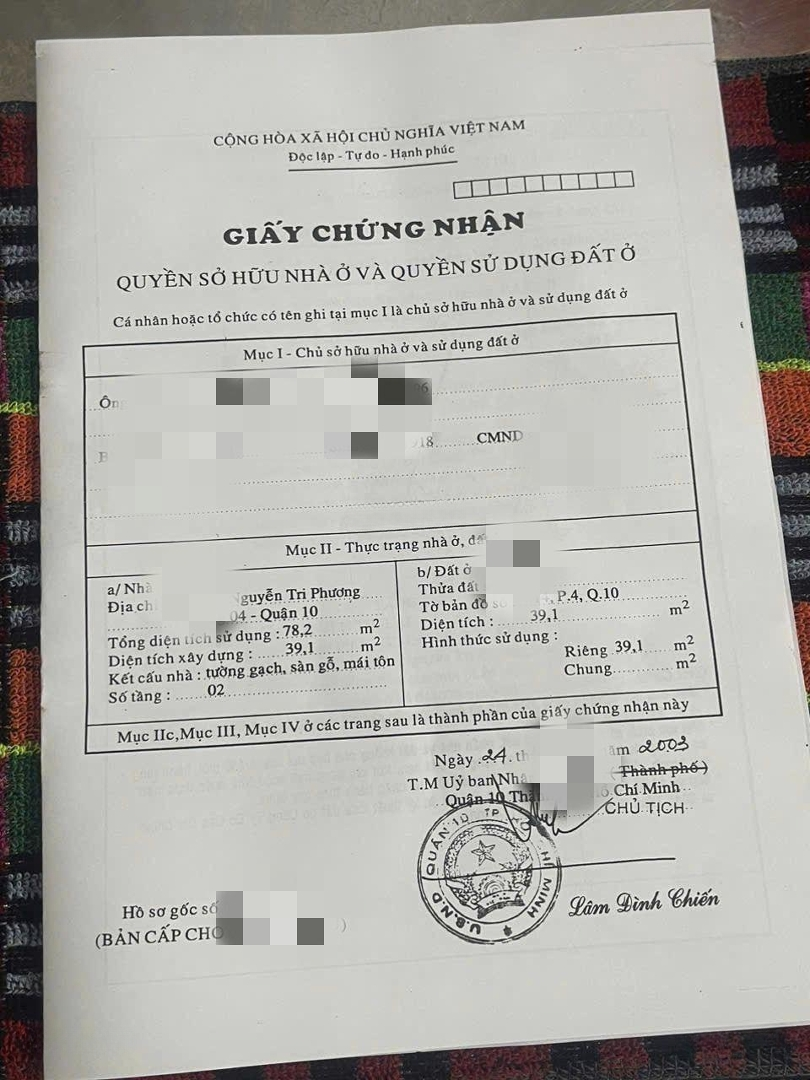 CỘNG HÒA XÃ HỘI CHỦ NGHĨA VIỆT NAM
Độc lập - Tự do - Hạnh phúc
GIẤY CHỨNG NHẬN
QUYỀN SỞ HỮU NHÀ Ở VÀ QUYỀN SỬ DỤNG ĐẤT Ở
Cá nhân hoặc tổ chức có tên ghi tại mục I là chủ sở hữu nhà ở và sử dụng đất ở
Mục I - Chủ sở hữu nhà ở và sử dụng đất ở
CMND
Mục II - Thực trạng nhà ở,
a/ Nhà
Địa chỉ Nguyễn Tri Phương
04 - Quận 10
Tổng diện tích sử dụng : 78,2 m2
Diện tích xây dựng : 39,1 m2
Kết cấu nhà : tường gạch, sàn gỗ, mái tôn
Số tầng : 02
b/ Đất ở
Thửa đất
Tờ bản đồ số P.4, Q.10
Diện tích : 39,1 m2
Hình thức sử dụng :
Riêng 39,1 m2
Chung m2
Mục IIc, Mục III, Mục IV ở các trang sau là thành phần của giấy chứng nhận này
Ngày 24 năm 2003
T.M Uỷ ban (Thành phố)
Quận 10 Chí Minh
CHỦ TỊCH
U.B.N.D QUẬN 10 TP HỒ CHÍ MINH
Lâm Đình Chiến
Hồ sơ gốc số
(BẢN CẤP CHO )